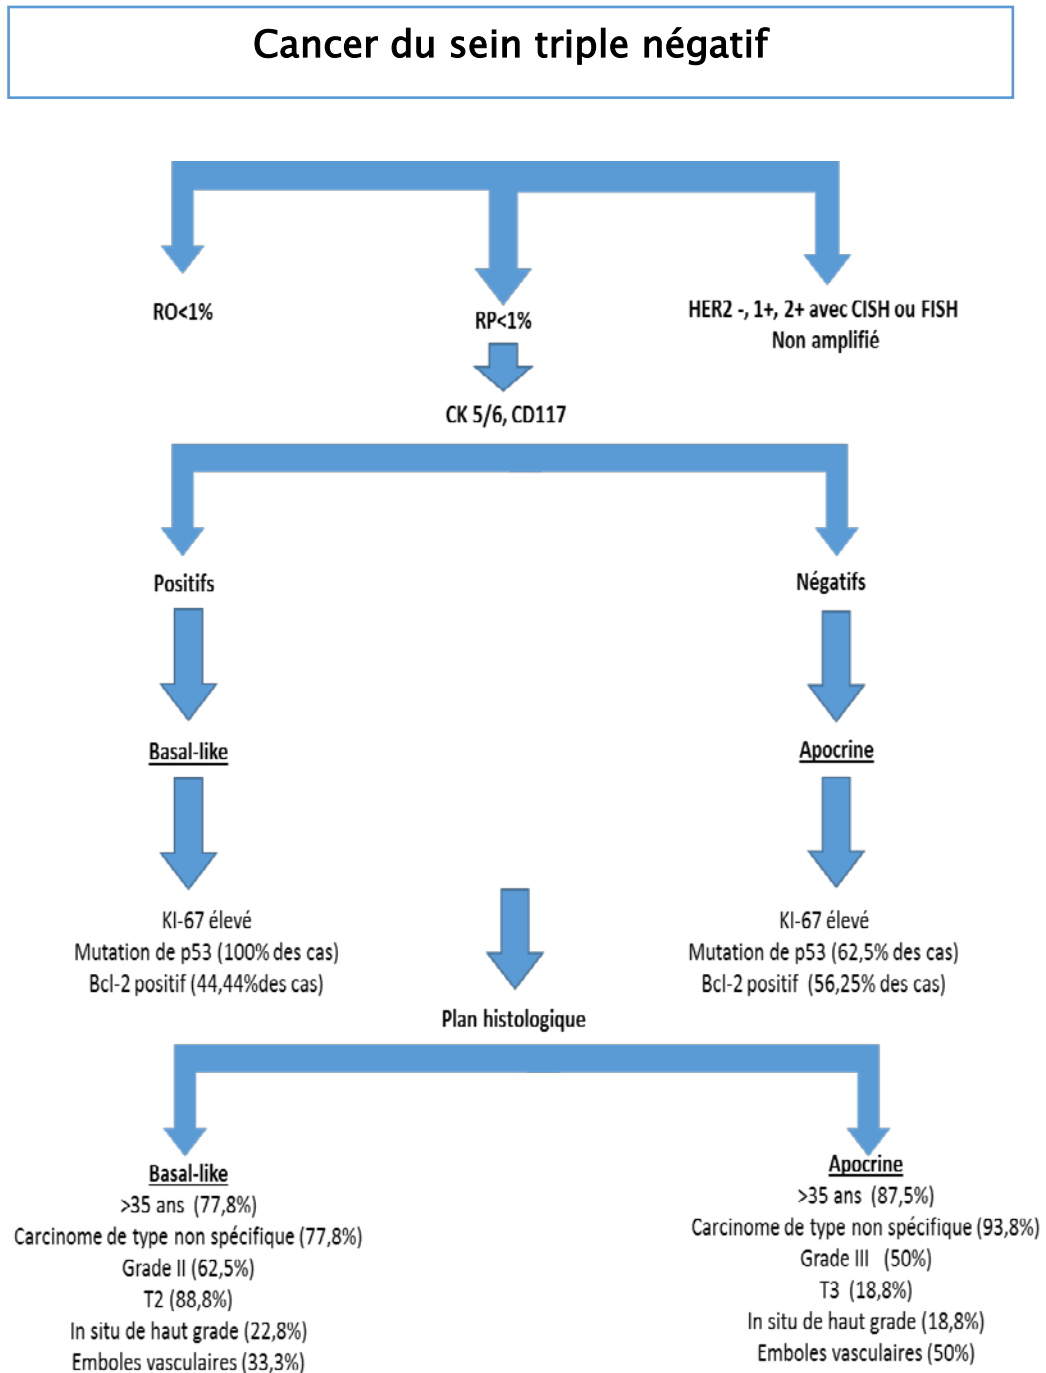 Cancer du sein triple négatif
RO<1%
RP<1%
HER2 -, 1+, 2+ avec CISH ou FISH
Non amplifié
CK 5/6, CD117
Positifs
Négatifs
Basal-like
Apocrine
KI-67 élevé
Mutation de p53 (100% des cas)
Bcl-2 positif (44,44%des cas)
KI-67 élevé
Mutation de p53 (62,5% des cas)
Bcl-2 positif (56,25% des cas)
Plan histologique
Basal-like
>35 ans (77,8%)
Carcinome de type non spécifique (77,8%)
Grade II (62,5%)
T2 (88,8%)
In situ de haut grade (22,8%)
Emboles vasculaires (33,3%)
Apocrine
>35 ans (87,5%)
Carcinome de type non spécifique (93,8%)
Grade III (50%)
T3 (18,8%)
In situ de haut grade (18,8%)
Emboles vasculaires (50%)